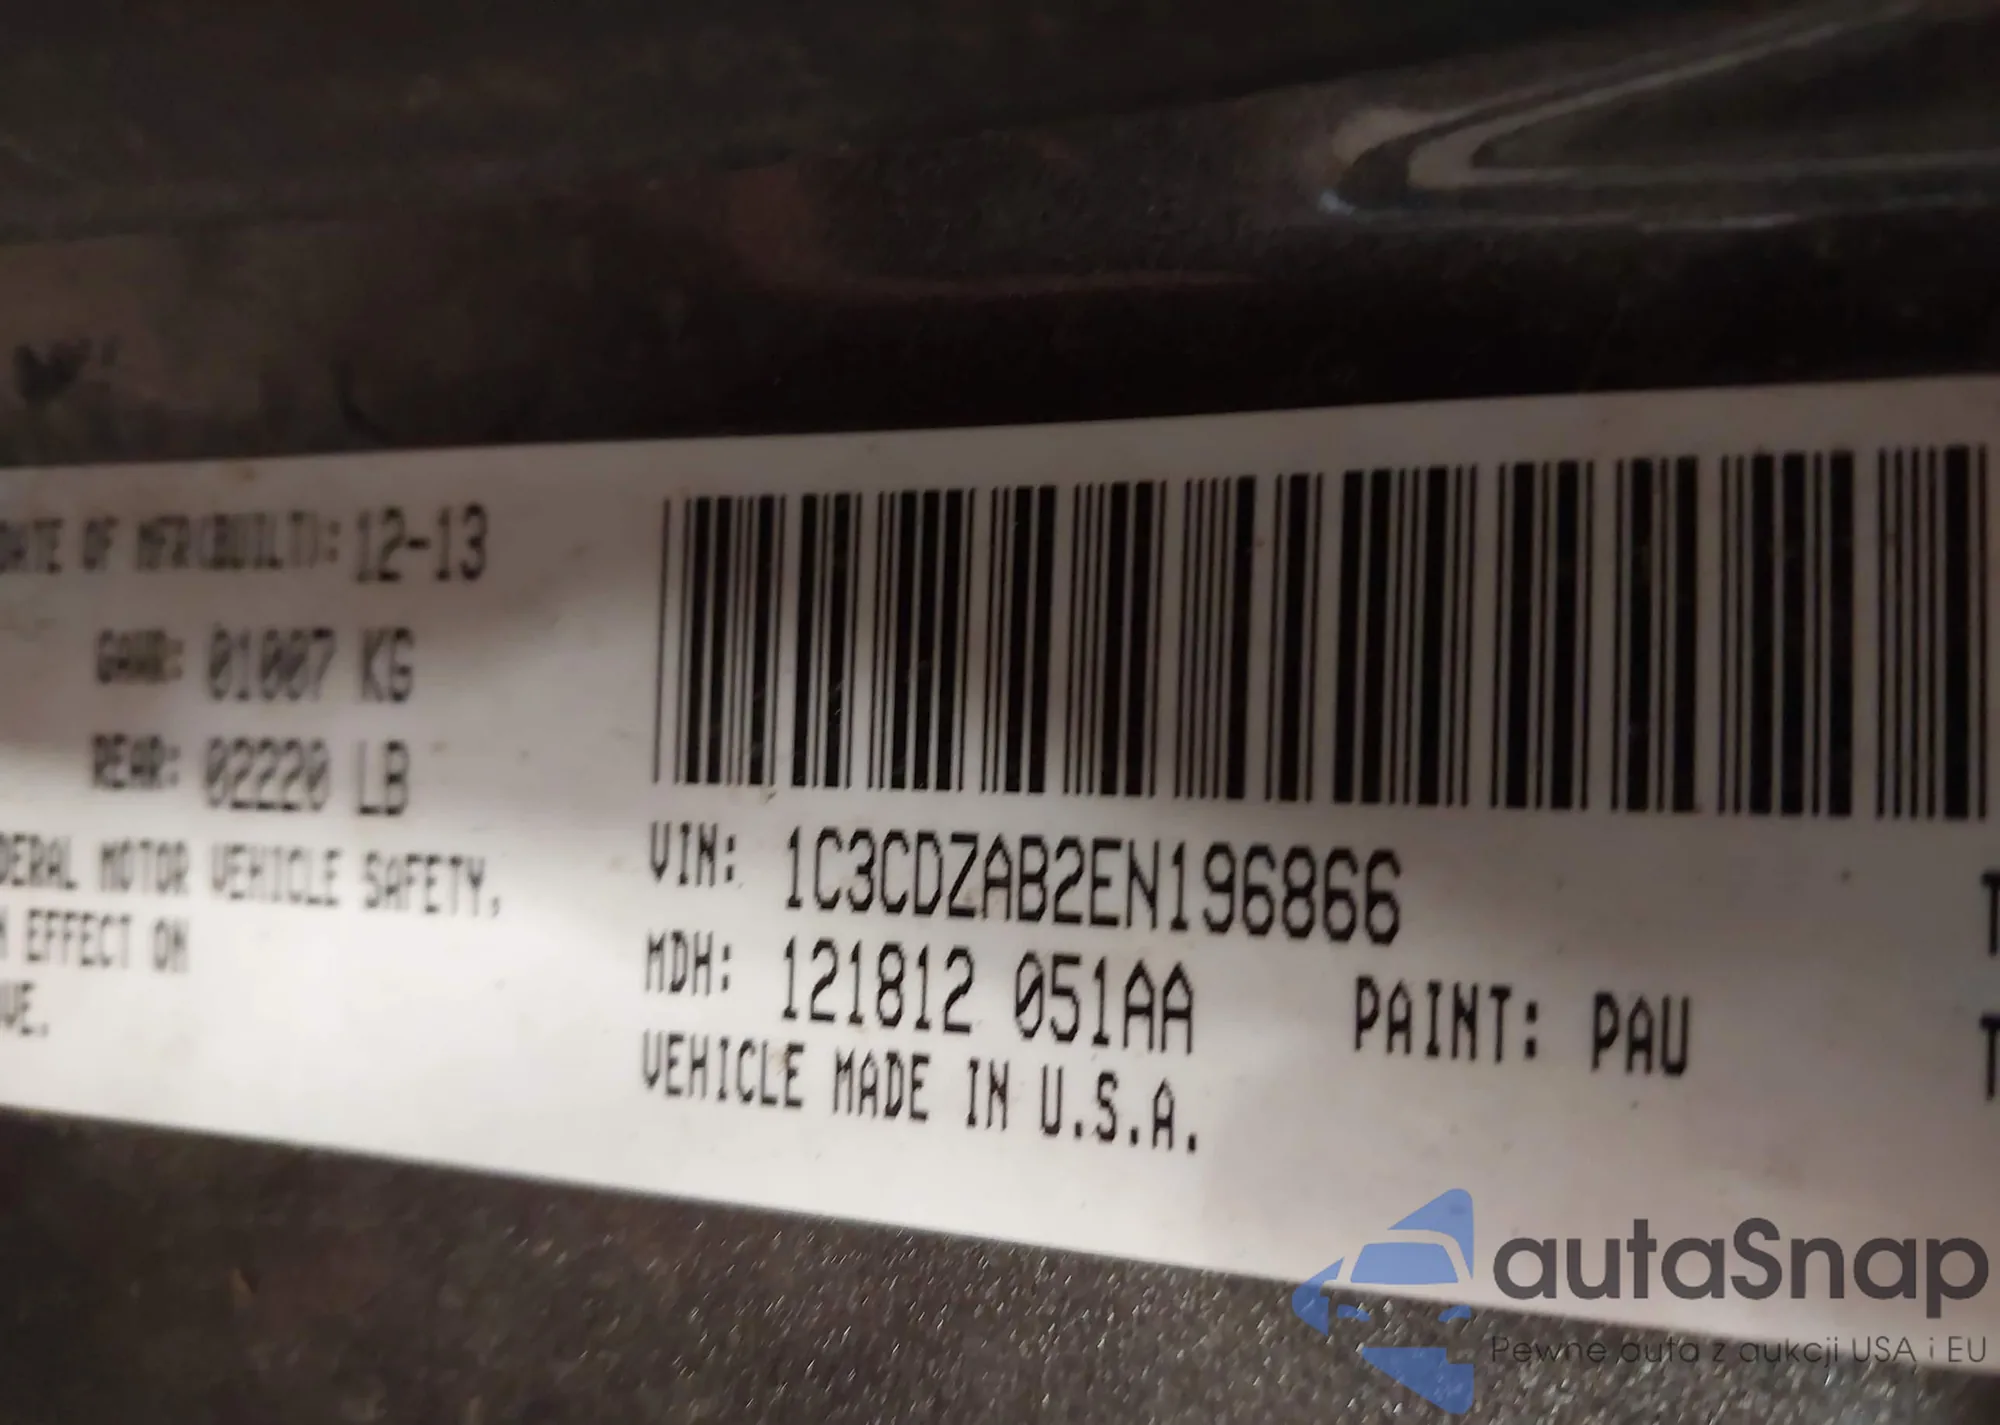 DATE OF MFR(BUILT): 12-13
GAWR: 01007 KG
REAR: 02220 LB
DERAL MOTOR VEHICLE SAFETY,
N EFFECT ON
VE.
VIN: 1C3CDZAB2EN196866
MDH: 121812 051AA PAINT: PAU
VEHICLE MADE IN U.S.A.
T
T
autaSnap
Pewne auta z aukcji USA i EU